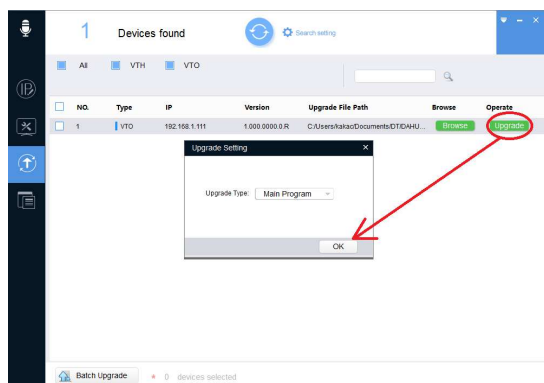 1 Devices found Search setting
All VTH VTO
NO. Type IP Version Upgrade File Path Browse Operate
1 VTO 192.168.1.111 1.000.0000.0.R C:/Users/kakao/Documents/DT/DAHU... Browse Upgrade
Upgrade Setting
Upgrade Type: Main Program
OK
Batch Upgrade 0 devices selected
IP